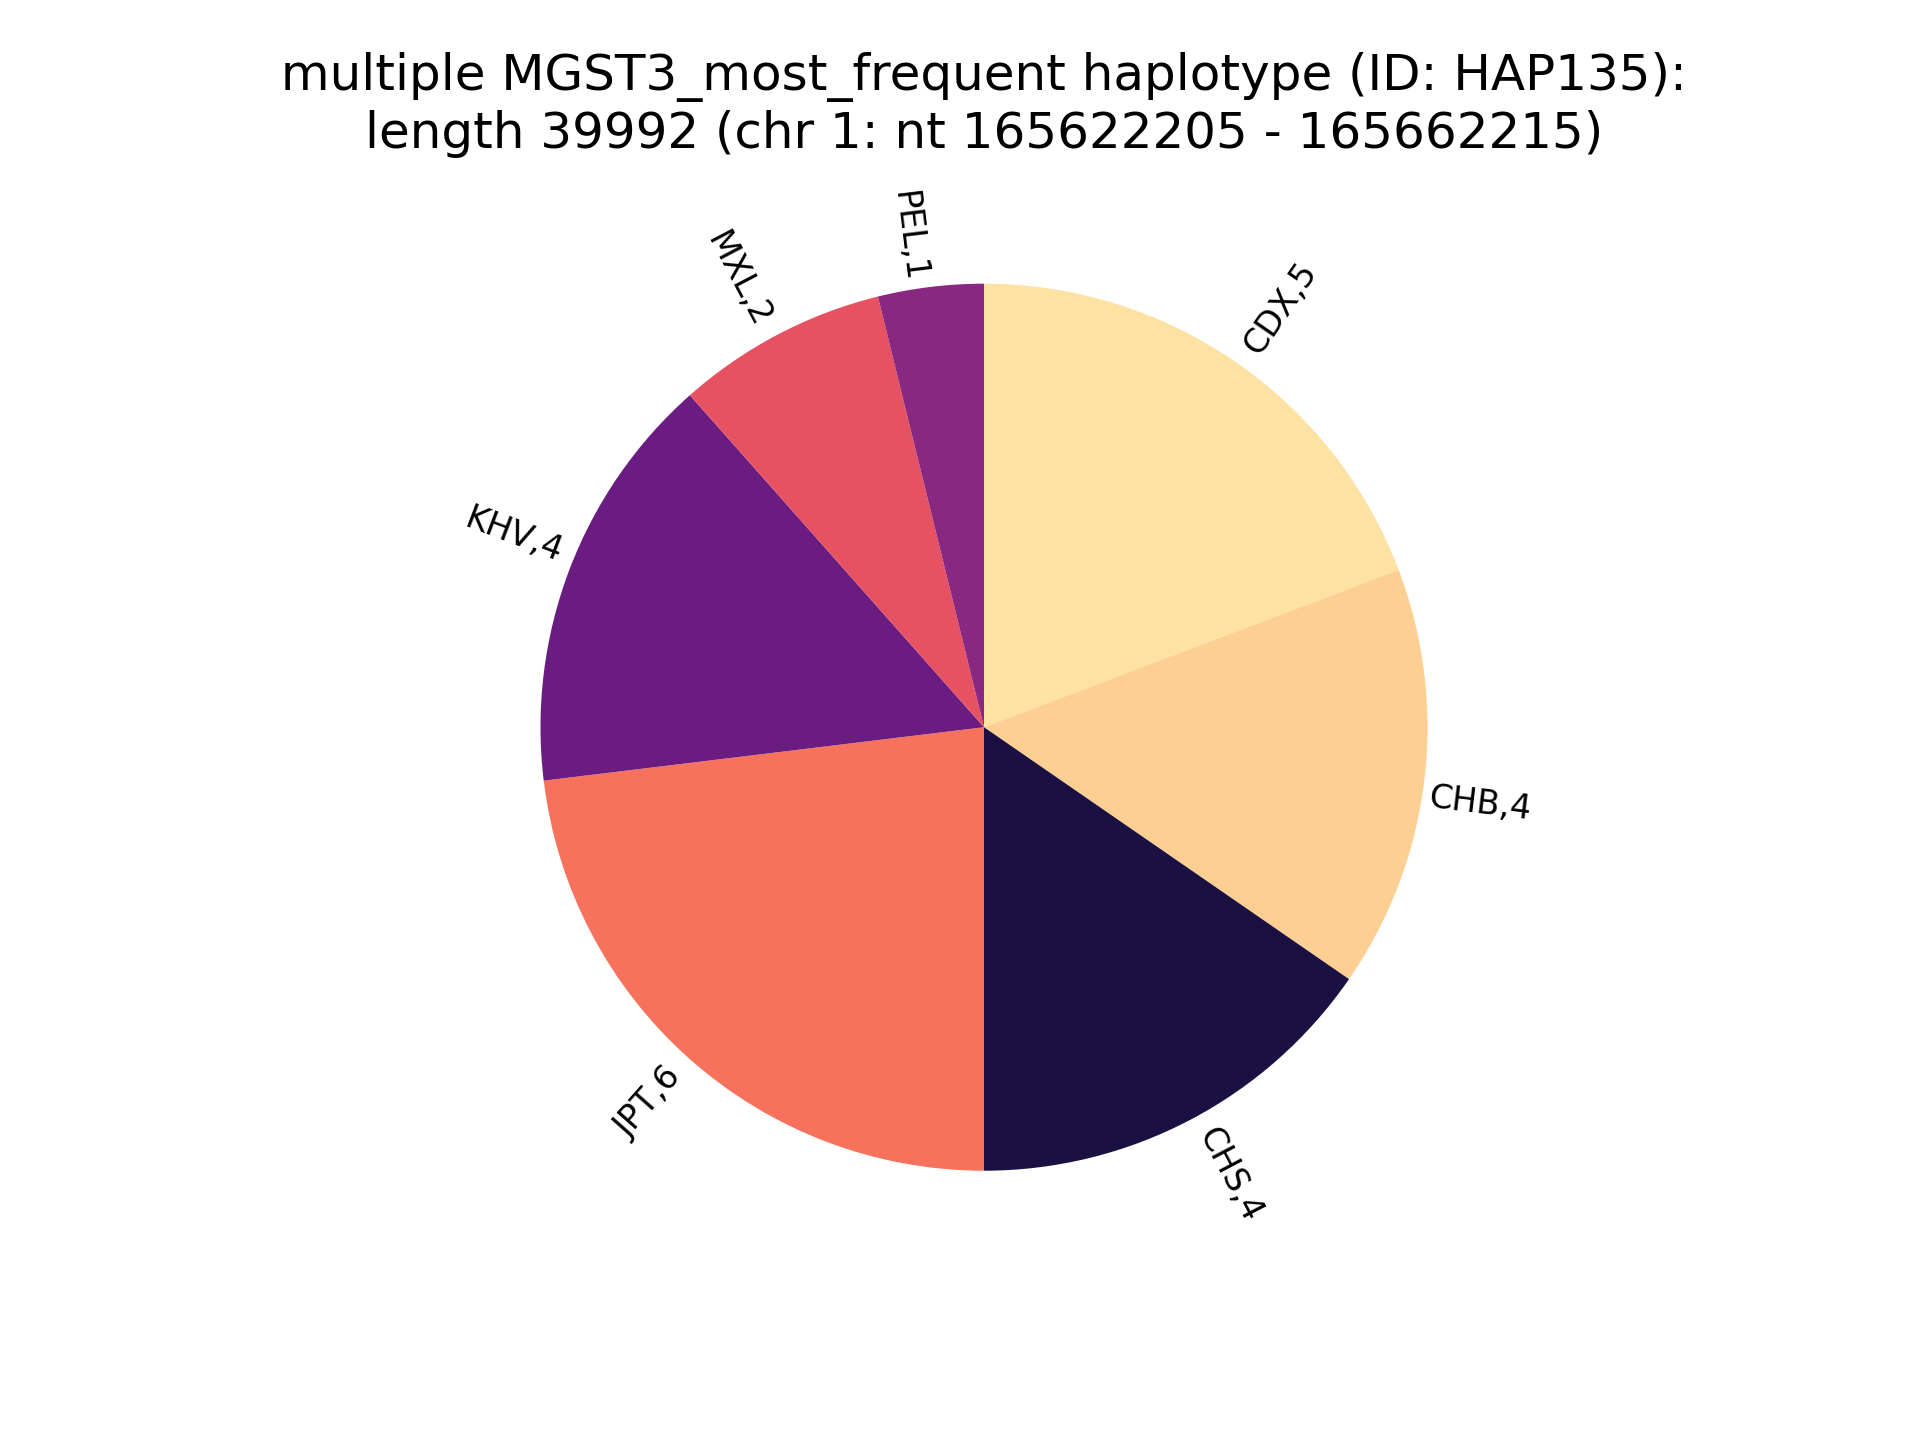 multiple MGST3_most_frequent haplotype (ID: HAP135):
length 39992 (chr 1: nt 165622205 - 165662215)
PEL,1
MXL,2
CDX,5
KHV,4
CHB,4
JPT,6
CHS,4